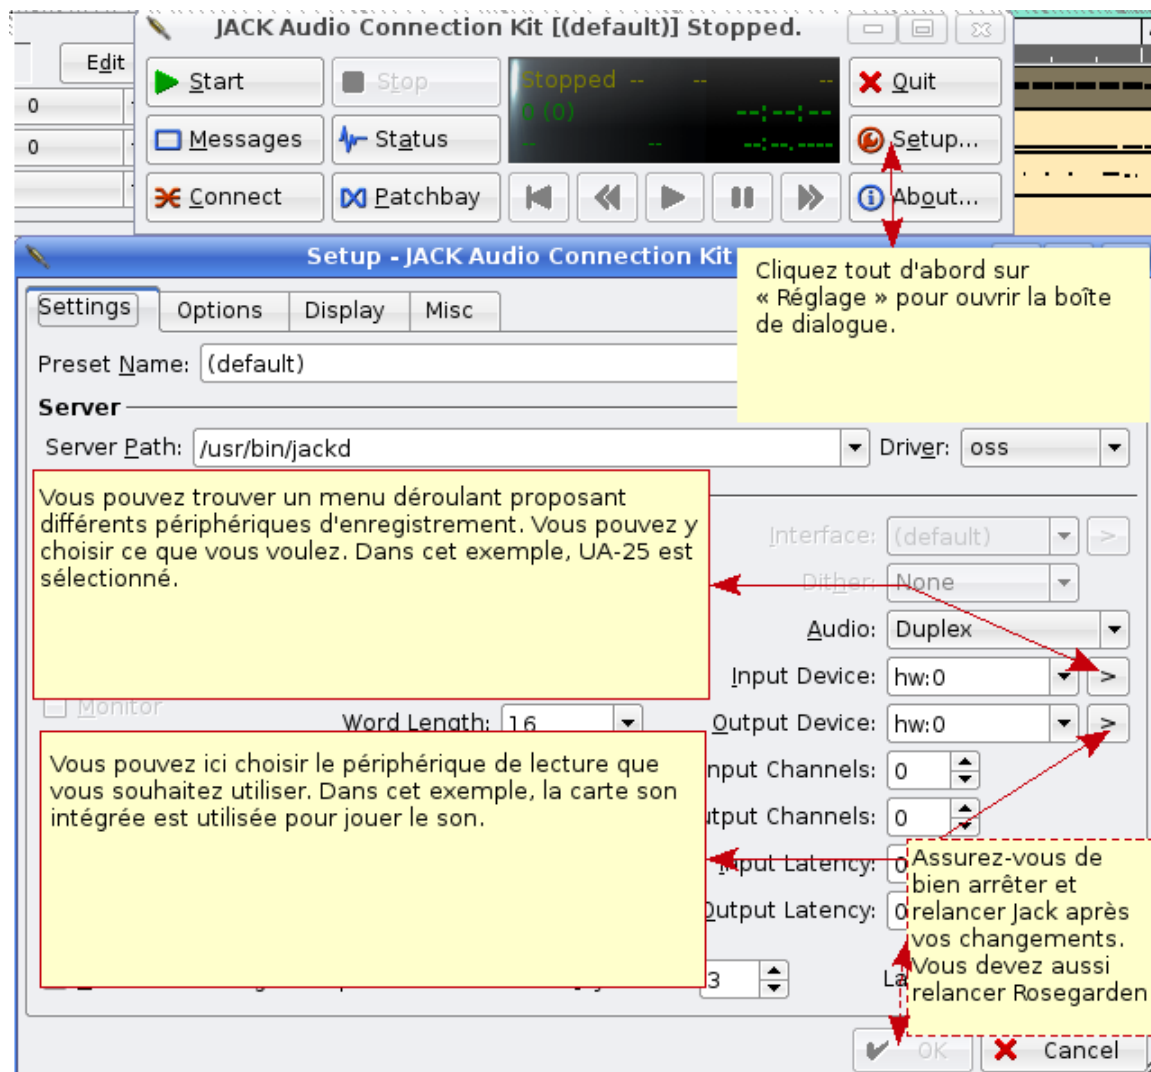 JACK Audio Connection Kit [(default)] Stopped.
Edit
Start
Stop
Stopped -- -- --
Quit
0
0 (0) --:--:--
Messages
Status
-- -- --:--.----
Setup...
0
Connect
Patchbay
About...
Setup - JACK Audio Connection Kit
Cliquez tout d'abord sur
« Réglage » pour ouvrir la boîte
de dialogue.
Settings
Options
Display
Misc
Preset Name: (default)
Server
Server Path: /usr/bin/jackd
Driver: oss
Vous pouvez trouver un menu déroulant proposant
différents périphériques d'enregistrement. Vous pouvez y
choisir ce que vous voulez. Dans cet exemple, UA-25 est
sélectionné.
Interface: (default) >
Dither: None
Audio: Duplex
Input Device: hw:0 >
Monitor
Word Length: 16
Output Device: hw:0 >
Vous pouvez ici choisir le périphérique de lecture que
vous souhaitez utiliser. Dans cet exemple, la carte son
intégrée est utilisée pour jouer le son.
nput Channels: 0
utput Channels: 0
Input Latency: 0
Output Latency: 0
Assurez-vous de
bien arrêter et
relancer Jack après
vos changements.
Vous devez aussi
relancer Rosegarden
3
La
OK
Cancel